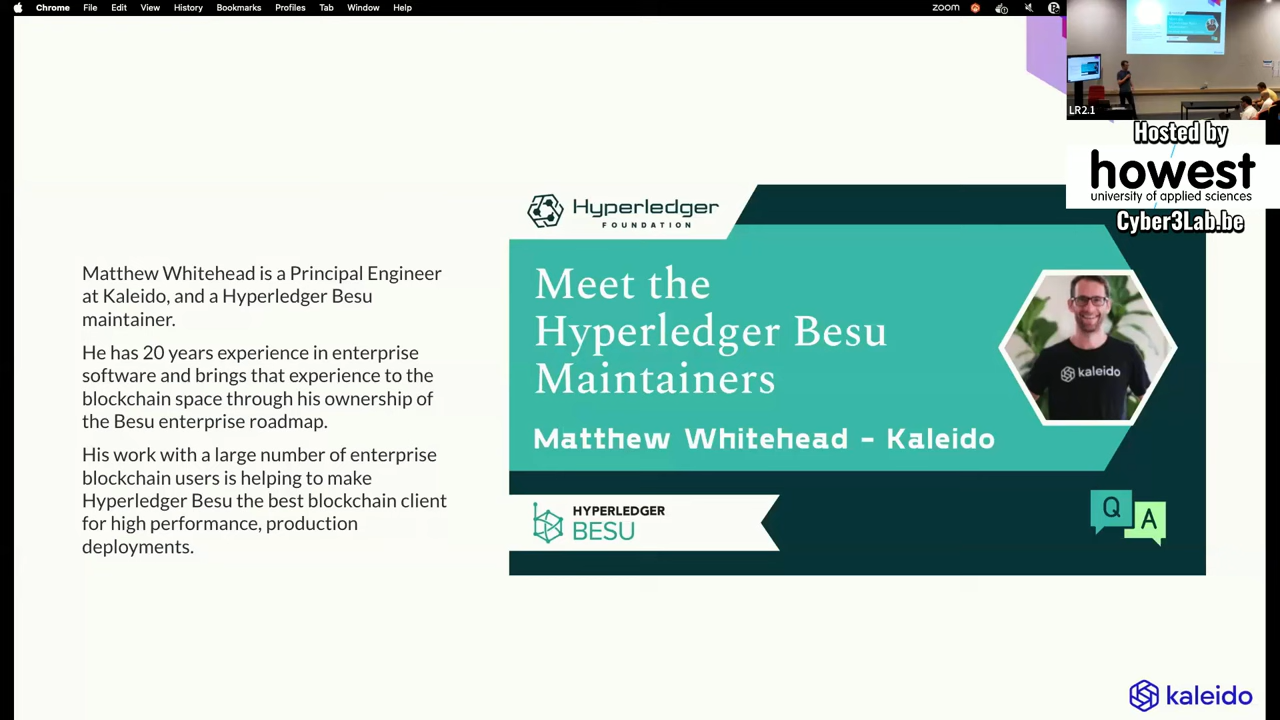 Chrome File Edit View History Bookmarks Profiles Tab Window Help
zoom
LR2.1
Hosted by
howest
university of applied sciences
Cyber3Lab.be
Matthew Whitehead is a Principal Engineer
at Kaleido, and a Hyperledger Besu
maintainer.
He has 20 years experience in enterprise
software and brings that experience to the
blockchain space through his ownership of
the Besu enterprise roadmap.
His work with a large number of enterprise
blockchain users is helping to make
Hyperledger Besu the best blockchain client
for high performance, production
deployments.
Hyperledger
FOUNDATION
Meet the
Hyperledger Besu
Maintainers
Matthew Whitehead - Kaleido
kaleido
HYPERLEDGER
BESU
Q
A
kaleido